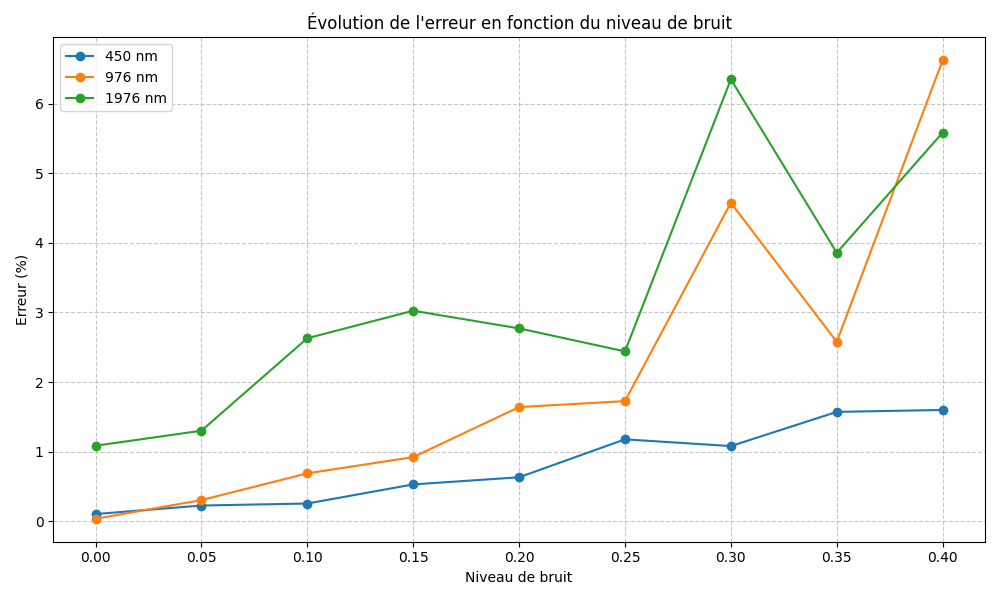 Évolution de l'erreur en fonction du niveau de bruit
450 nm
976 nm
1976 nm
Erreur (%)
6
5
4
3
2
1
0
0.00 0.05 0.10 0.15 0.20 0.25 0.30 0.35 0.40
Niveau de bruit